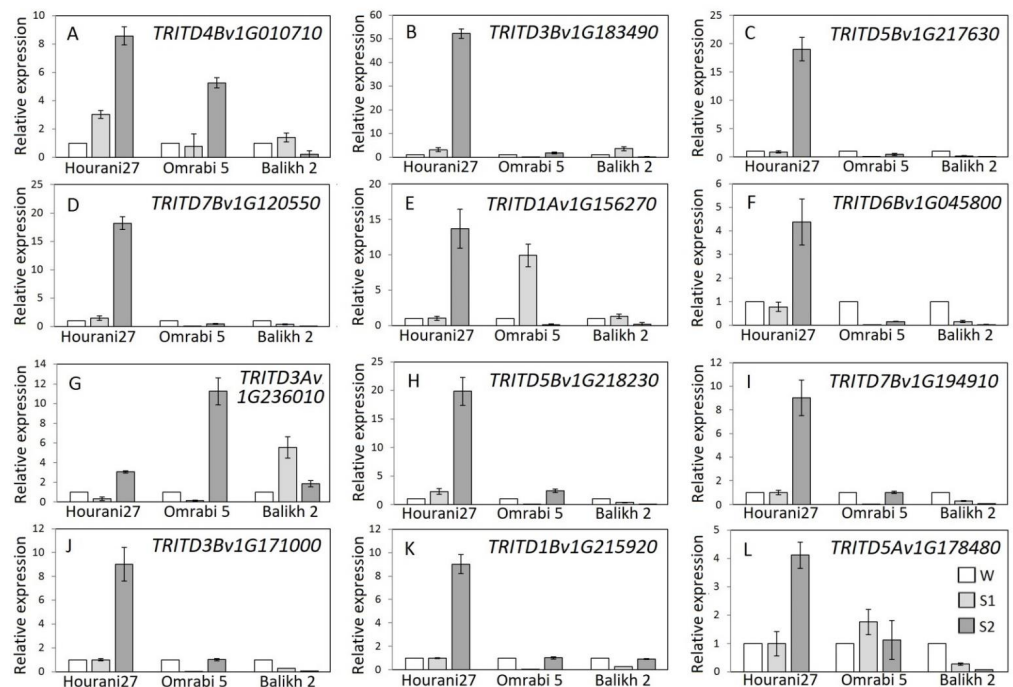 A TRITD4Bv1G010710
Relative expression
10
8
6
4
2
0
Hourani27 Omrabi 5 Balikh 2
B TRITD3Bv1G183490
Relative expression
60
50
40
30
20
10
0
Hourani27 Omrabi 5 Balikh 2
C TRITD5Bv1G217630
Relative expression
25
20
15
10
5
0
Hourani27 Omrabi 5 Balikh 2
D TRITD7Bv1G120550
Relative expression
25
20
15
10
5
0
Hourani27 Omrabi 5 Balikh 2
E TRITD1Av1G156270
Relative expression
20
15
10
5
0
Hourani27 Omrabi 5 Balikh 2
F TRITD6Bv1G045800
Relative expression
6
5
4
3
2
1
0
Hourani27 Omrabi 5 Balikh 2
G TRITD3Av
1G236010
Relative expression
14
12
10
8
6
4
2
0
Hourani27 Omrabi 5 Balikh 2
H TRITD5Bv1G218230
Relative expression
25
20
15
10
5
0
Hourani27 Omrabi 5 Balikh 2
I TRITD7Bv1G194910
Relative expression
12
10
8
6
4
2
0
Hourani27 Omrabi 5 Balikh 2
J TRITD3Bv1G171000
Relative expression
12
10
8
6
4
2
0
Hourani27 Omrabi 5 Balikh 2
K TRITD1Bv1G215920
Relative expression
12
10
8
6
4
2
0
Hourani27 Omrabi 5 Balikh 2
L TRITD5Av1G178480
Relative expression
5
4
3
2
1
0
W
S1
S2
Hourani27 Omrabi 5 Balikh 2